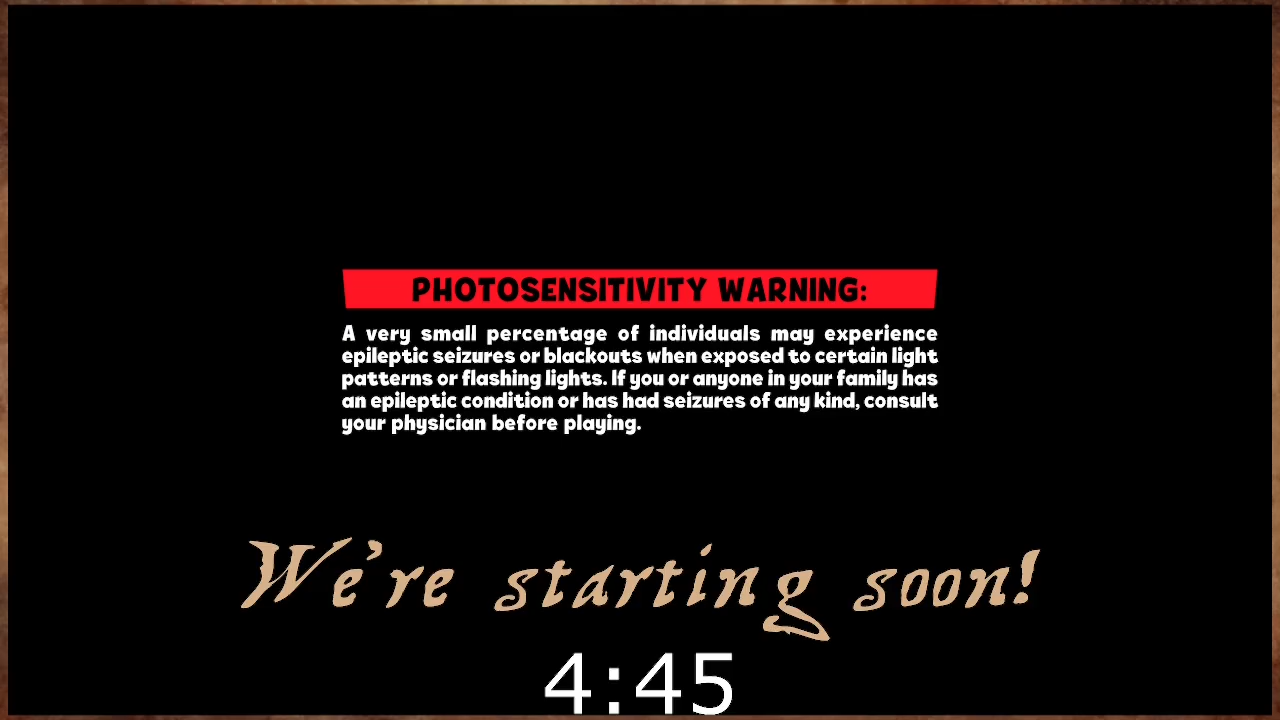 PHOTOSENSITIVITY WARNING:
A very small percentage of individuals may experience
epileptic seizures or blackouts when exposed to certain light
patterns or flashing lights. If you or anyone in your family has
an epileptic condition or has had seizures of any kind, consult
your physician before playing.
We're starting soon!
4:45